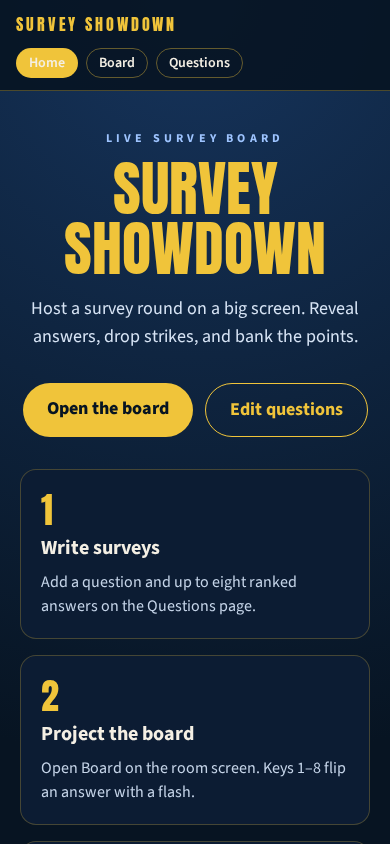 SURVEY SHOWDOWN
Home
Board
Questions
LIVE SURVEY BOARD
SURVEY
SHOWDOWN
Host a survey round on a big screen. Reveal
answers, drop strikes, and bank the points.
Open the board
Edit questions
1
Write surveys
Add a question and up to eight ranked
answers on the Questions page.
2
Project the board
Open Board on the room screen. Keys 1–8 flip
an answer with a flash.